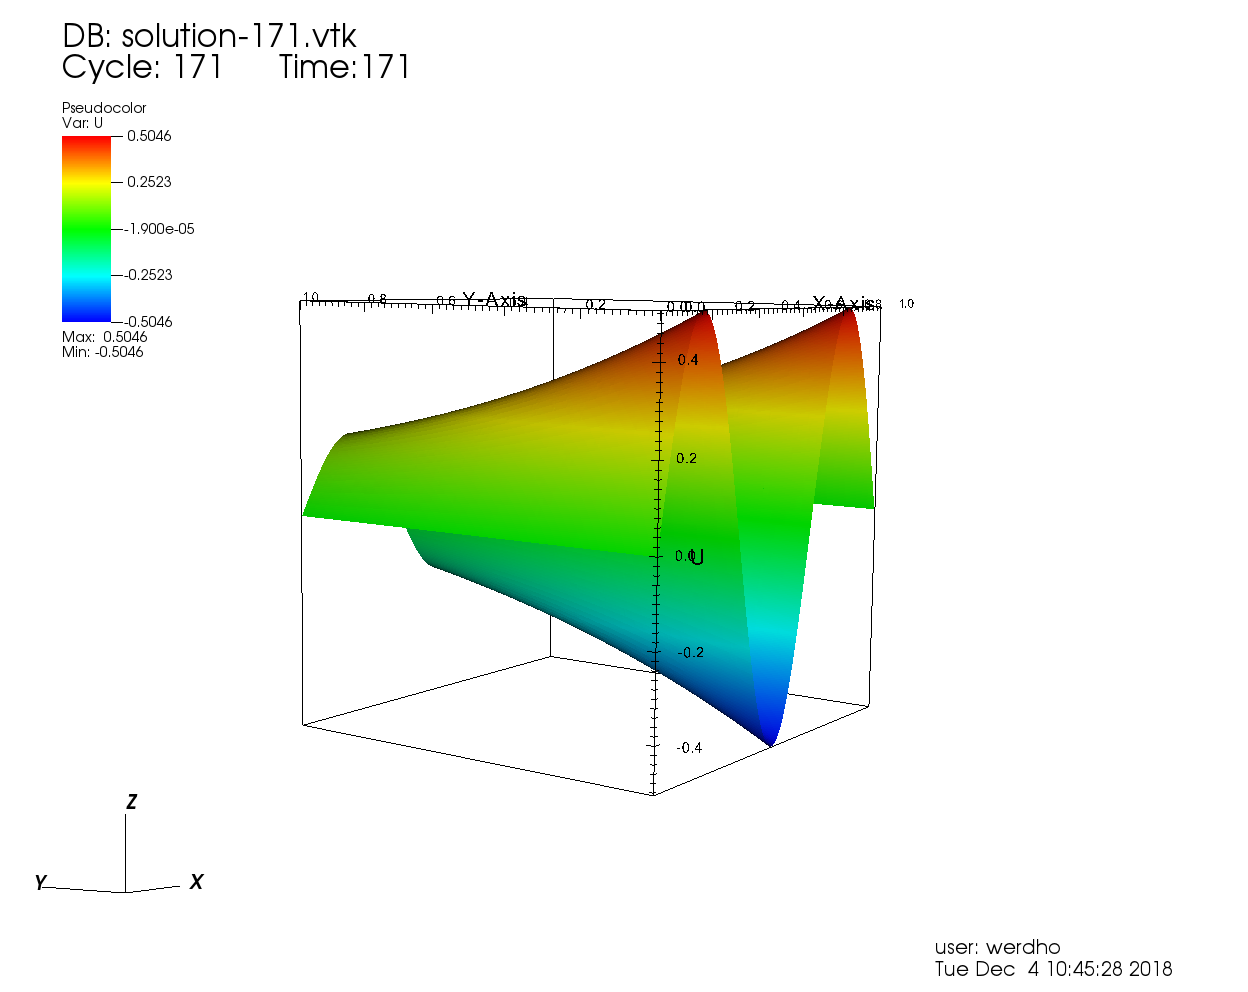 DB: solution-171.vtk
Cycle: 171 Time:171
Pseudocolor
Var: U
0.5046
0.2523
-1.900e-05
-0.2523
-0.5046
Max: 0.5046
Min: -0.5046
1.0 0.8 0.6 Y-Axis 0.2 0.0 0.0 0.2 0.4 X-Axis 1.0
0.4
0.2
0.0 U
-0.2
-0.4
Z
Y X
user: werdho
Tue Dec 4 10:45:28 2018